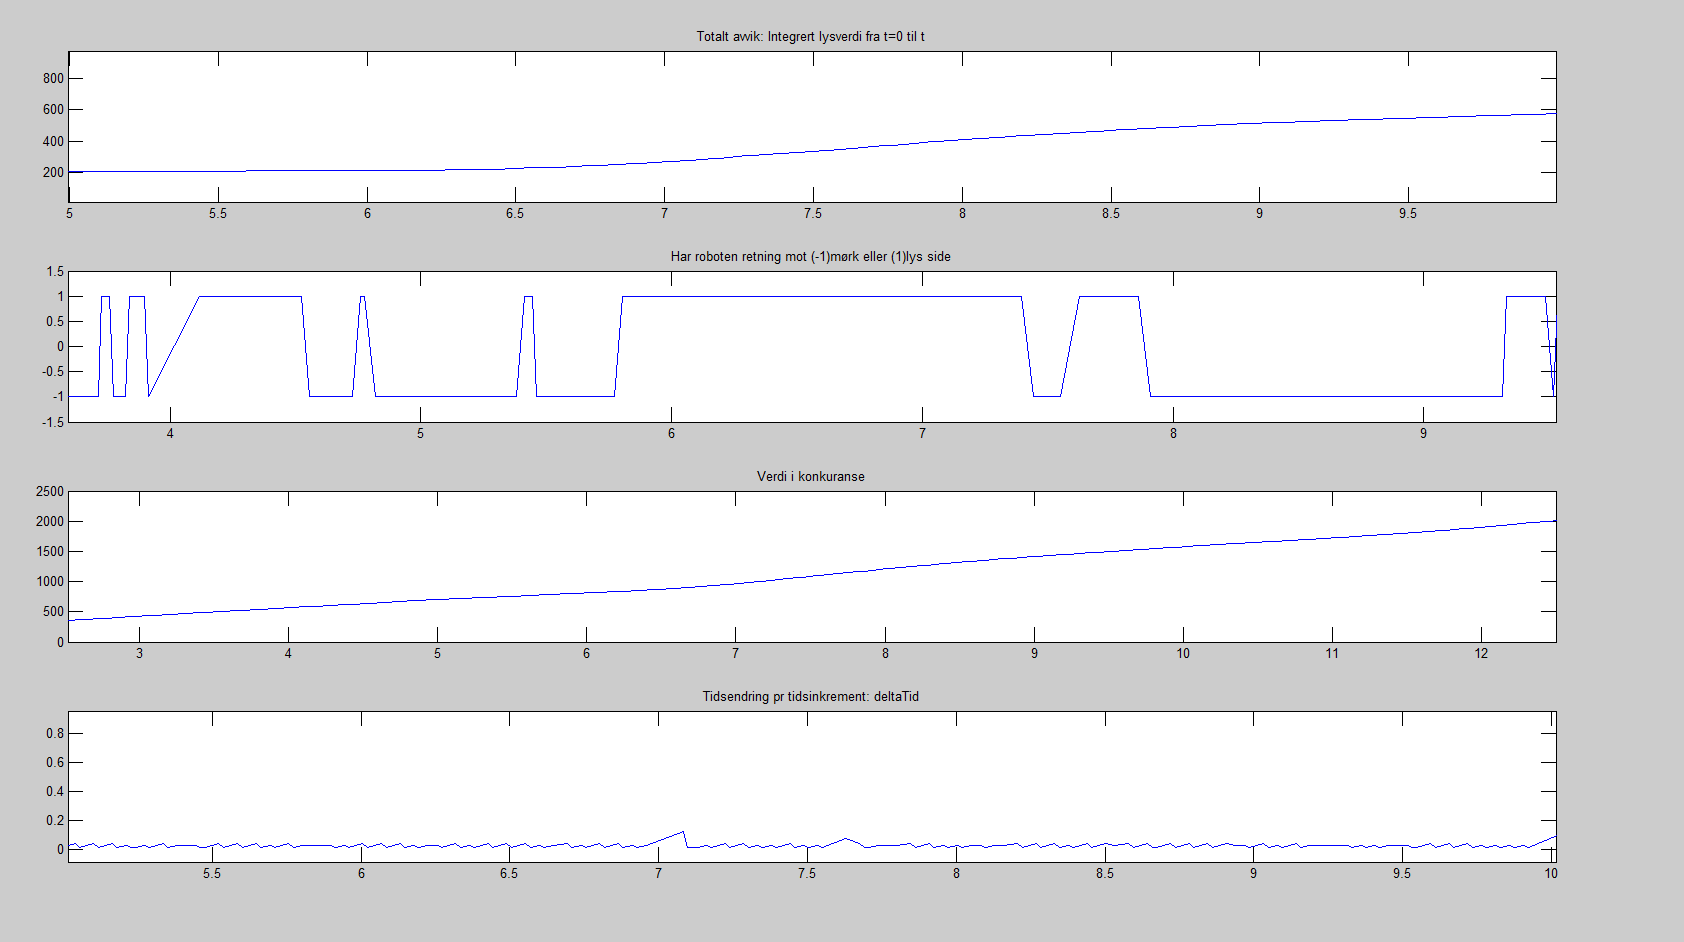 Totalt avvik: Integrert lysverdi fra t=0 til t
800
600
400
200
5 5.5 6 6.5 7 7.5 8 8.5 9 9.5
Har roboten retning mot (-1)mørk eller (1)lys side
1.5
1
0.5
0
-0.5
-1
-1.5
4 5 6 7 8 9
Verdi i konkuranse
2500
2000
1500
1000
500
0
3 4 5 6 7 8 9 10 11 12
Tidsendring pr tidsinkrement: deltaTid
0.8
0.6
0.4
0.2
0
5.5 6 6.5 7 7.5 8 8.5 9 9.5 10